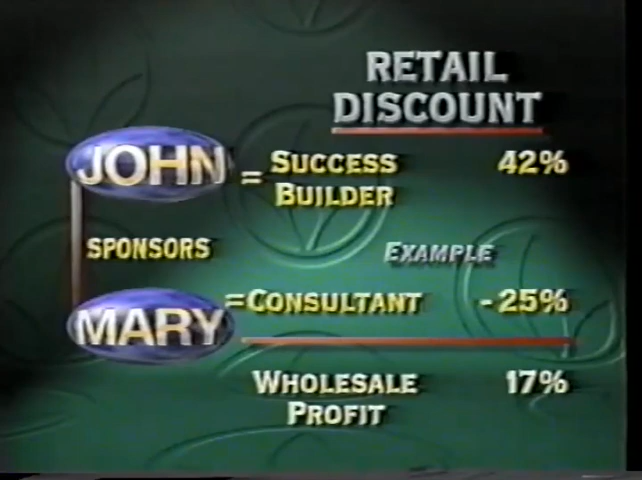 RETAIL
DISCOUNT
JOHN = SUCCESS BUILDER 42%
SPONSORS
EXAMPLE
MARY = CONSULTANT - 25%
WHOLESALE PROFIT 17%